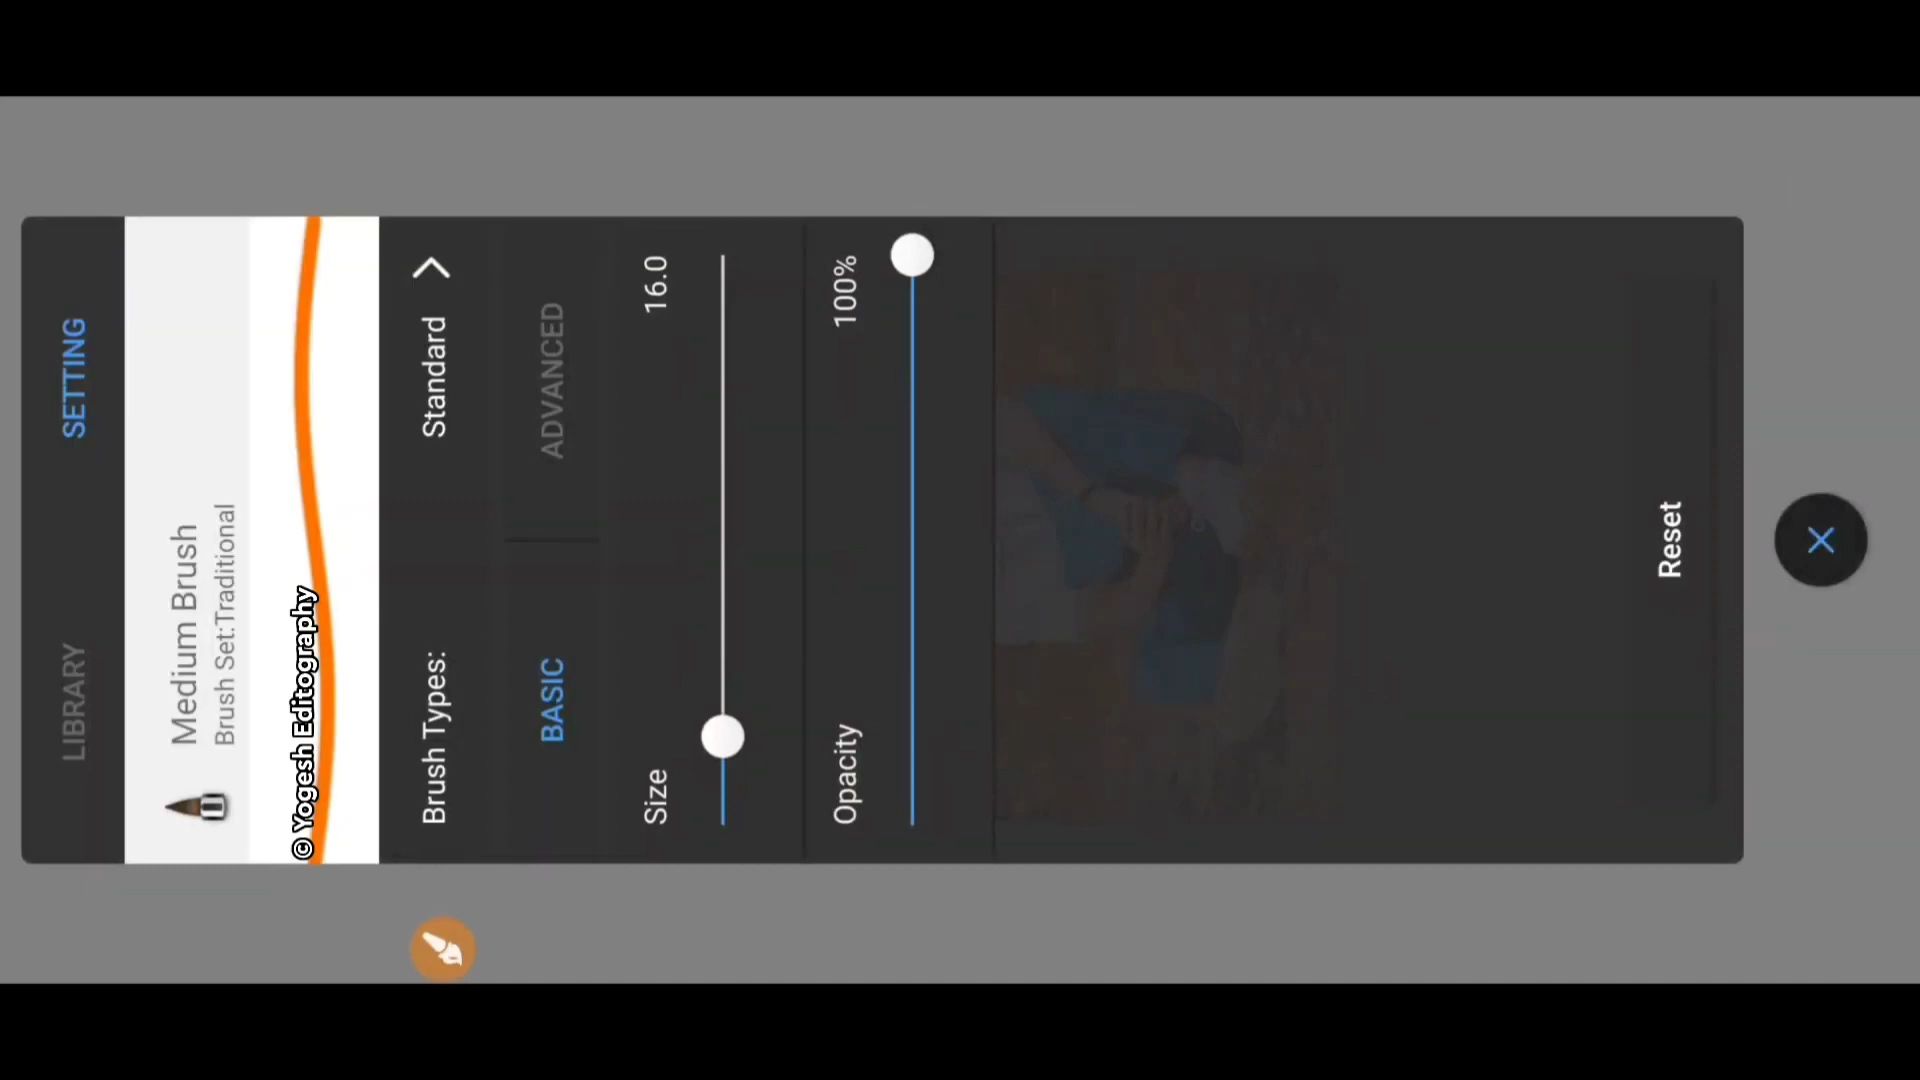 LIBRARY SETTING
Medium Brush
Brush Set:Traditional
© Yogesh Editography
Brush Types: Standard
BASIC ADVANCED
Size 16.0
Opacity 100%
Reset